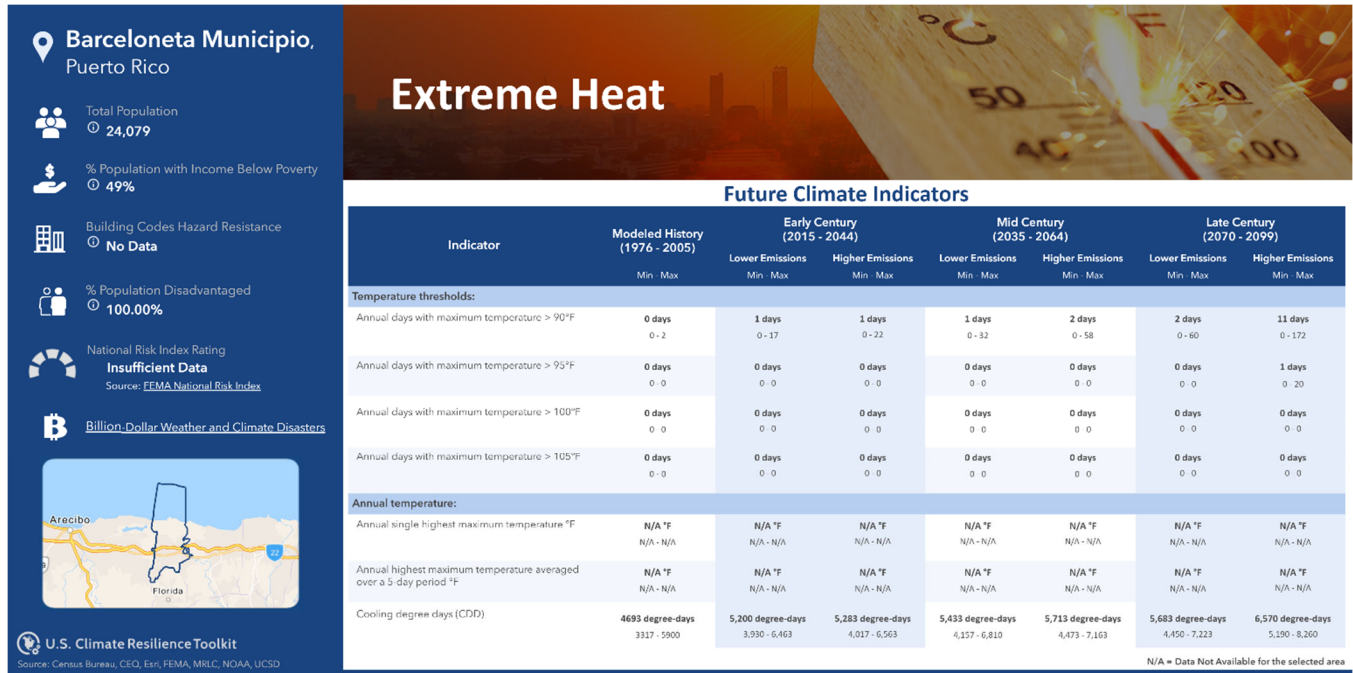 Barceloneta Municipio,
Puerto Rico
Total Population
24,079
% Population with Income Below Poverty
49%
Building Codes Hazard Resistance
No Data
% Population Disadvantaged
100.00%
National Risk Index Rating
Insufficient Data
Source: FEMA National Risk Index
Billion-Dollar Weather and Climate Disasters
Arecibo
22
Florida
U.S. Climate Resilience Toolkit
Source: Census Bureau, CEQ, Esri, FEMA, MRLC, NOAA, UCSD
Extreme Heat
°C °F
50 120
40 100
Future Climate Indicators
Indicator
Modeled History
(1976 - 2005)
Min - Max
Early Century
(2015 - 2044)
Mid Century
(2035 - 2064)
Late Century
(2070 - 2099)
Lower Emissions Higher Emissions Lower Emissions Higher Emissions Lower Emissions Higher Emissions
Min - Max Min - Max Min - Max Min - Max Min - Max Min - Max
Temperature thresholds:
Annual days with maximum temperature > 90°F
0 days 1 days 1 days 1 days 2 days 2 days 11 days
0 - 2 0 - 17 0 - 22 0 - 32 0 - 58 0 - 60 0 - 172
Annual days with maximum temperature > 95°F
0 days 0 days 0 days 0 days 0 days 0 days 1 days
0 - 0 0 - 0 0 - 0 0 - 0 0 - 0 0 - 0 0 - 20
Annual days with maximum temperature > 100°F
0 days 0 days 0 days 0 days 0 days 0 days 0 days
0 - 0 0 - 0 0 - 0 0 - 0 0 - 0 0 - 0 0 - 0
Annual days with maximum temperature > 105°F
0 days 0 days 0 days 0 days 0 days 0 days 0 days
0 - 0 0 - 0 0 - 0 0 - 0 0 - 0 0 - 0 0 - 0
Annual temperature:
Annual single highest maximum temperature °F
N/A °F N/A °F N/A °F N/A °F N/A °F N/A °F N/A °F
N/A - N/A N/A - N/A N/A - N/A N/A - N/A N/A - N/A N/A - N/A N/A - N/A
Annual highest maximum temperature averaged
over a 5-day period °F
N/A °F N/A °F N/A °F N/A °F N/A °F N/A °F N/A °F
N/A - N/A N/A - N/A N/A - N/A N/A - N/A N/A - N/A N/A - N/A N/A - N/A
Cooling degree days (CDD)
4693 degree-days 5,200 degree-days 5,283 degree-days 5,433 degree-days 5,713 degree-days 5,683 degree-days 6,570 degree-days
3317 - 5900 3,930 - 6,463 4,017 - 6,563 4,157 - 6,810 4,473 - 7,163 4,450 - 7,223 5,190 - 8,260
N/A = Data Not Available for the selected area